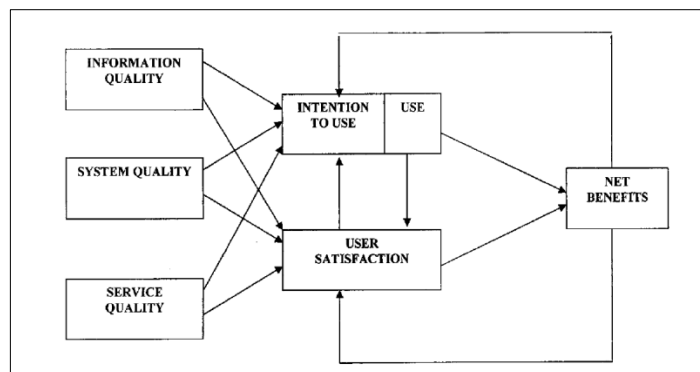 INFORMATION
QUALITY
INTENTION
TO USE
USE
SYSTEM QUALITY
NET
BENEFITS
USER
SATISFACTION
SERVICE
QUALITY